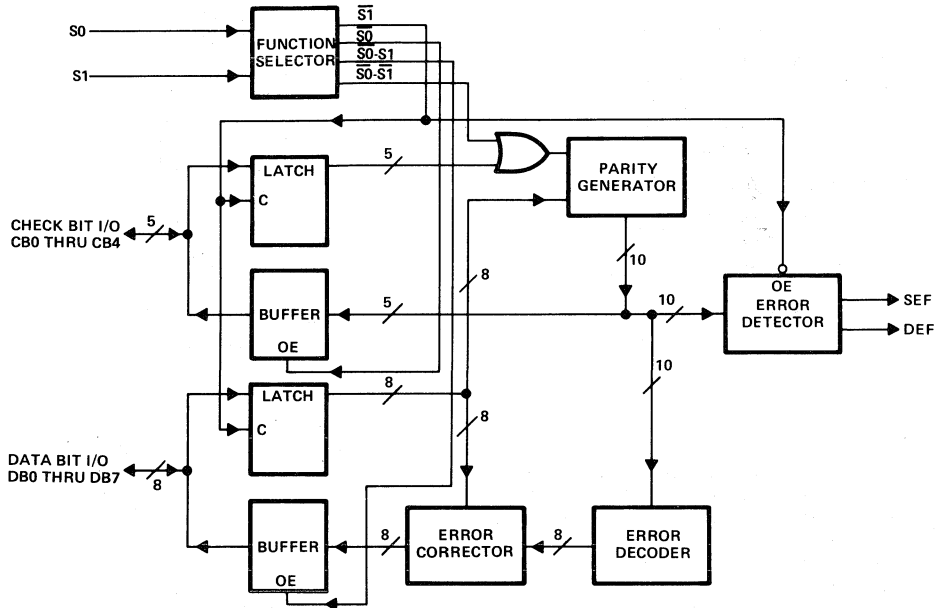 S0
S1
FUNCTION
SELECTOR
S̅1̅
S̅0̅
S̅0̅-S1
S̅0̅-S̅1̅
5
LATCH
C
PARITY
GENERATOR
CHECK BIT I/O
CB0 THRU CB4
5
8
10
BUFFER
OE
5
10
OE
ERROR
DETECTOR
SEF
DEF
LATCH
C
8
8
10
DATA BIT I/O
DB0 THRU DB7
8
BUFFER
OE
8
ERROR
CORRECTOR
8
ERROR
DECODER